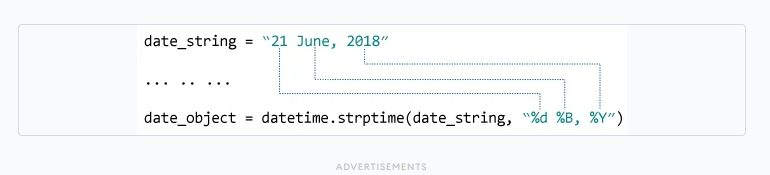 date_string = “21 June, 2018”
... .. ...
date_object = datetime.strptime(date_string, “%d %B, %Y”)
ADVERTISEMENTS